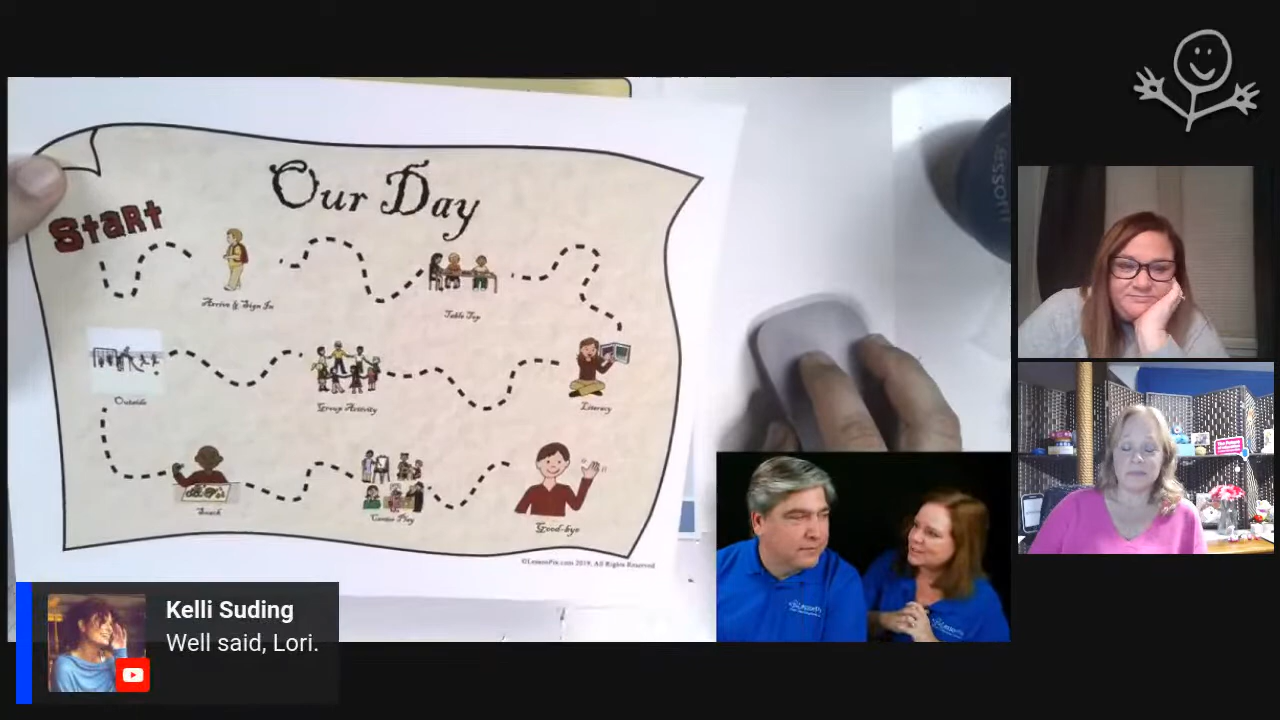 Our Day
START
Arrive & Sign In
Table Top
Outside
Group Activity
Literacy
Snack
Center Play
Good-bye
©LessonPix.com 2019, All Rights Reserved
Kelli Suding
Well said, Lori.